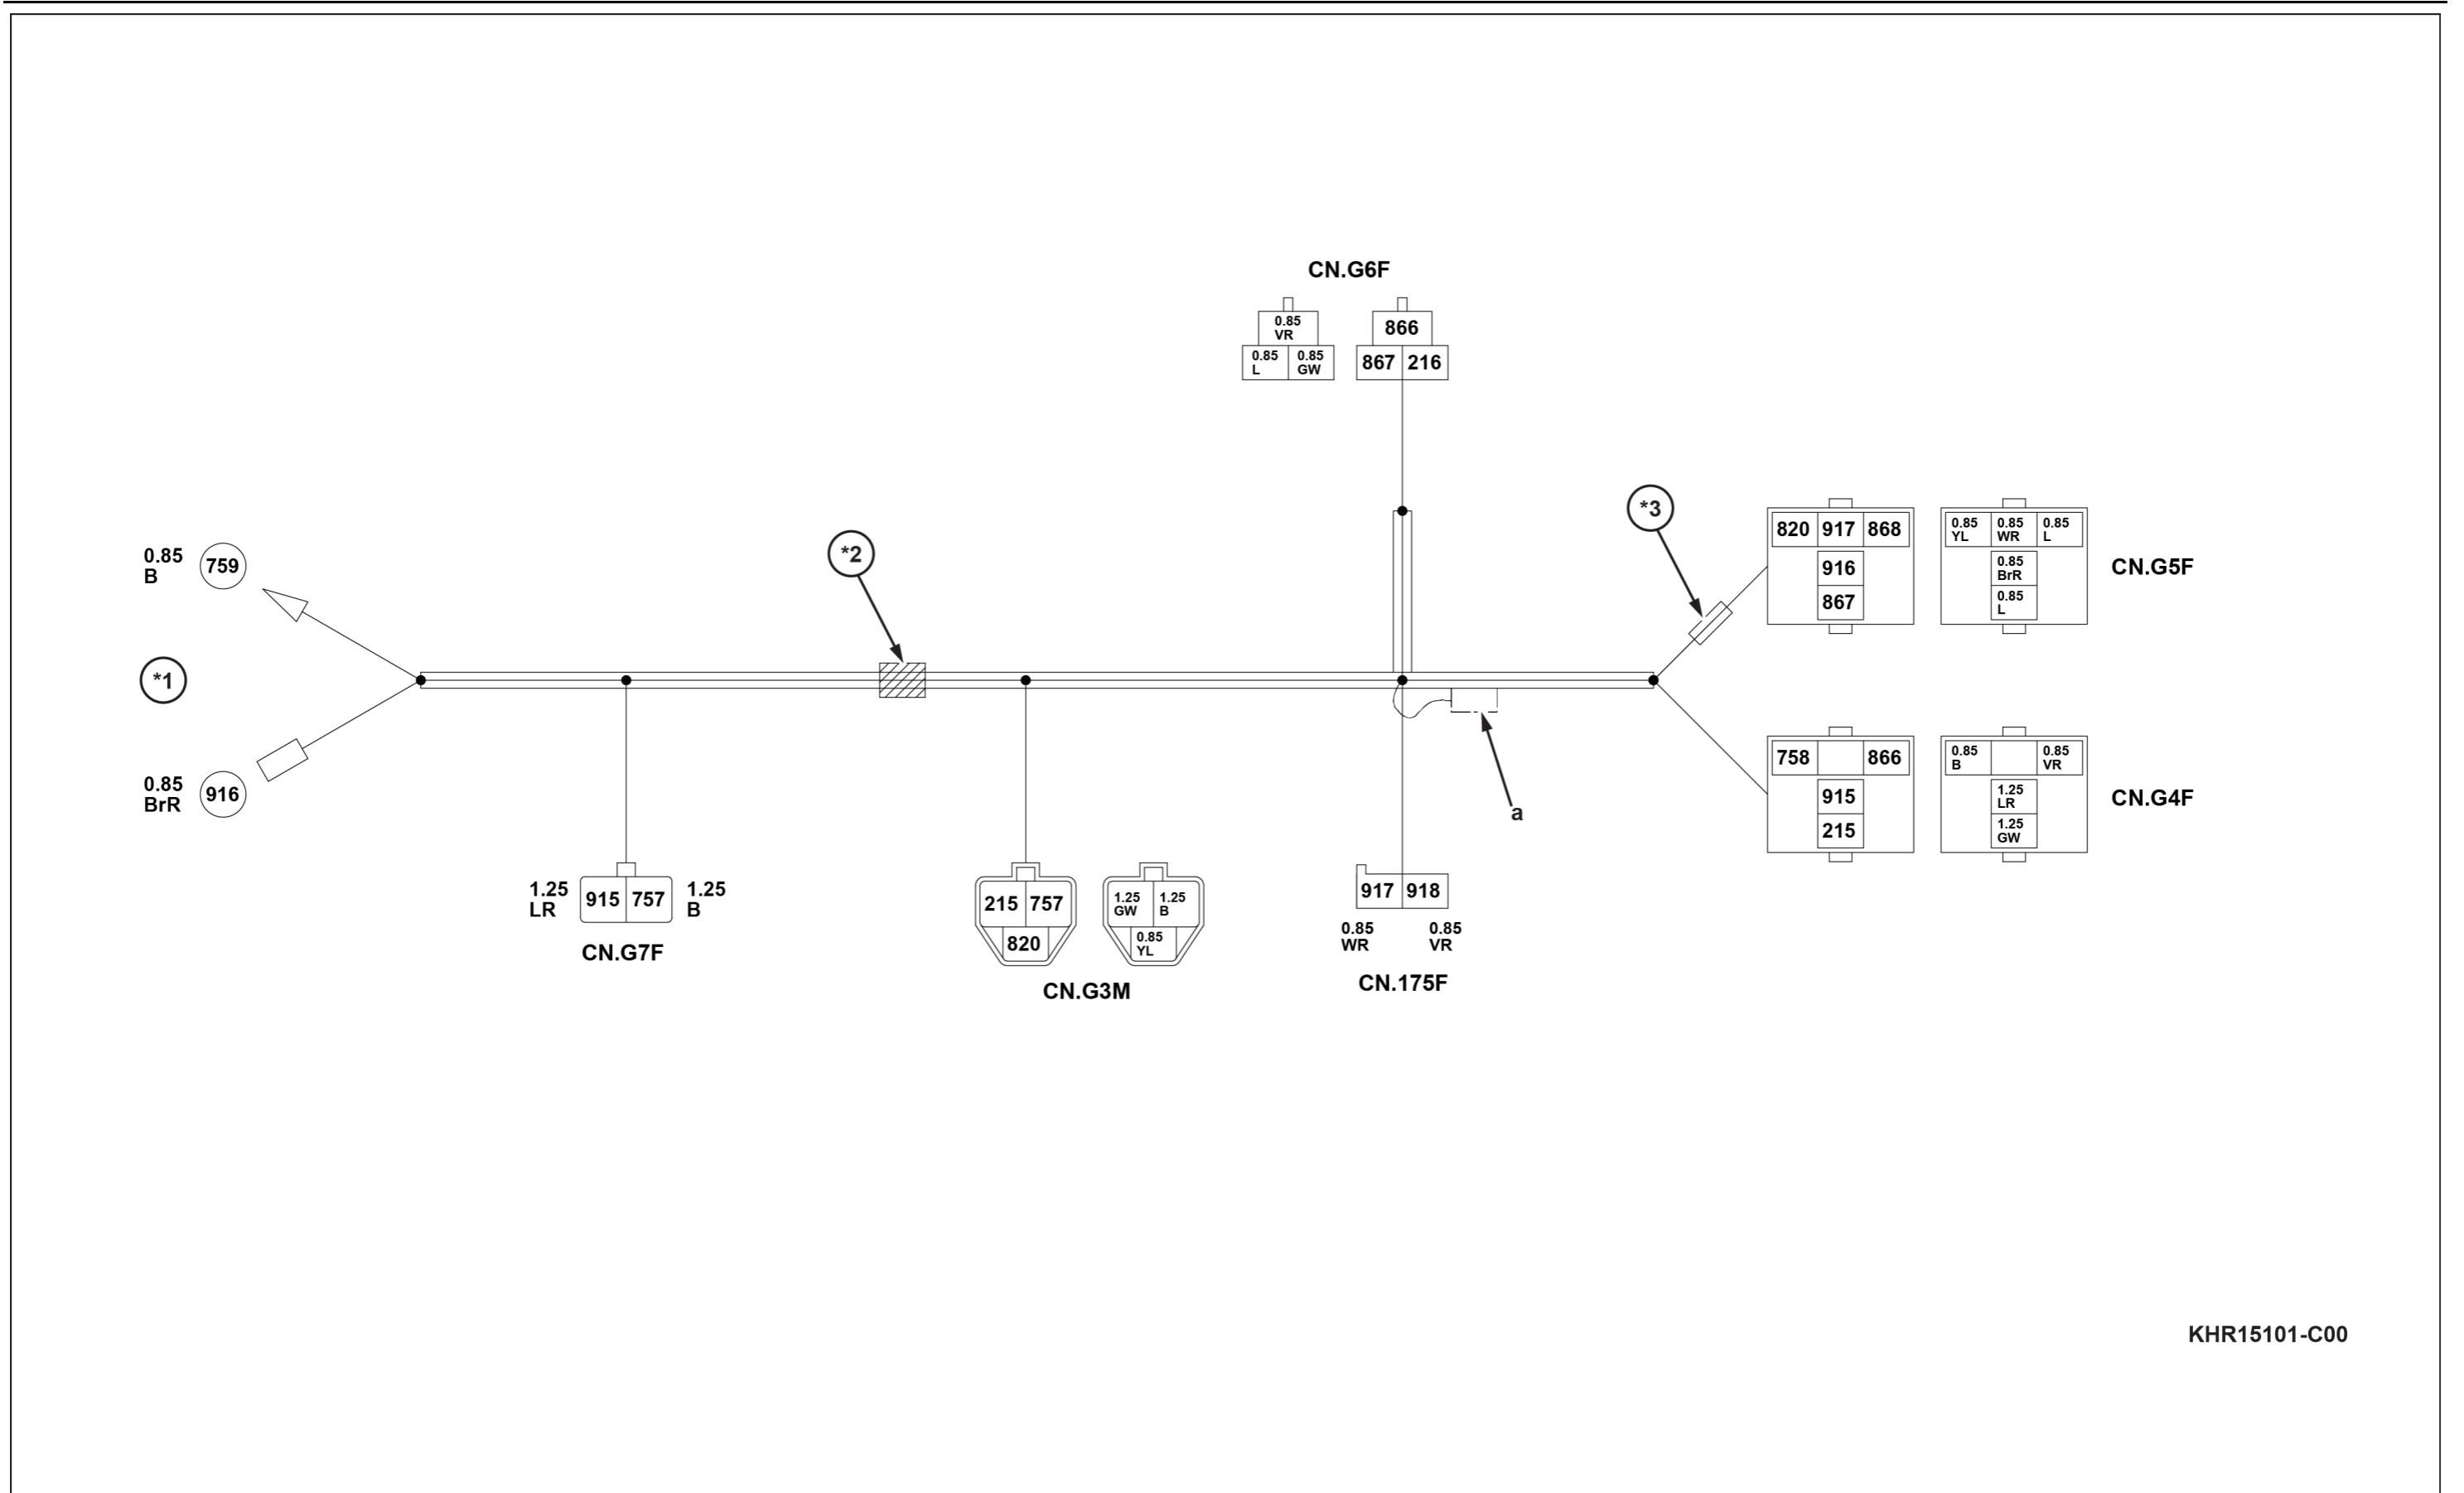 CN.G6F
0.85
VR
0.85
L
0.85
GW
866
867 216
*3
820 917 868
916
867
0.85
YL
0.85
WR
0.85
L
0.85
BrR
0.85
L
CN.G5F
*2
0.85
B
759
*1
0.85
BrR
916
a
758 866
915
215
0.85
B
0.85
VR
1.25
LR
1.25
GW
CN.G4F
1.25
LR
915 757
1.25
B
CN.G7F
215 757
820
1.25
GW
1.25
B
0.85
YL
CN.G3M
917 918
0.85
WR
0.85
VR
CN.175F
KHR15101-C00